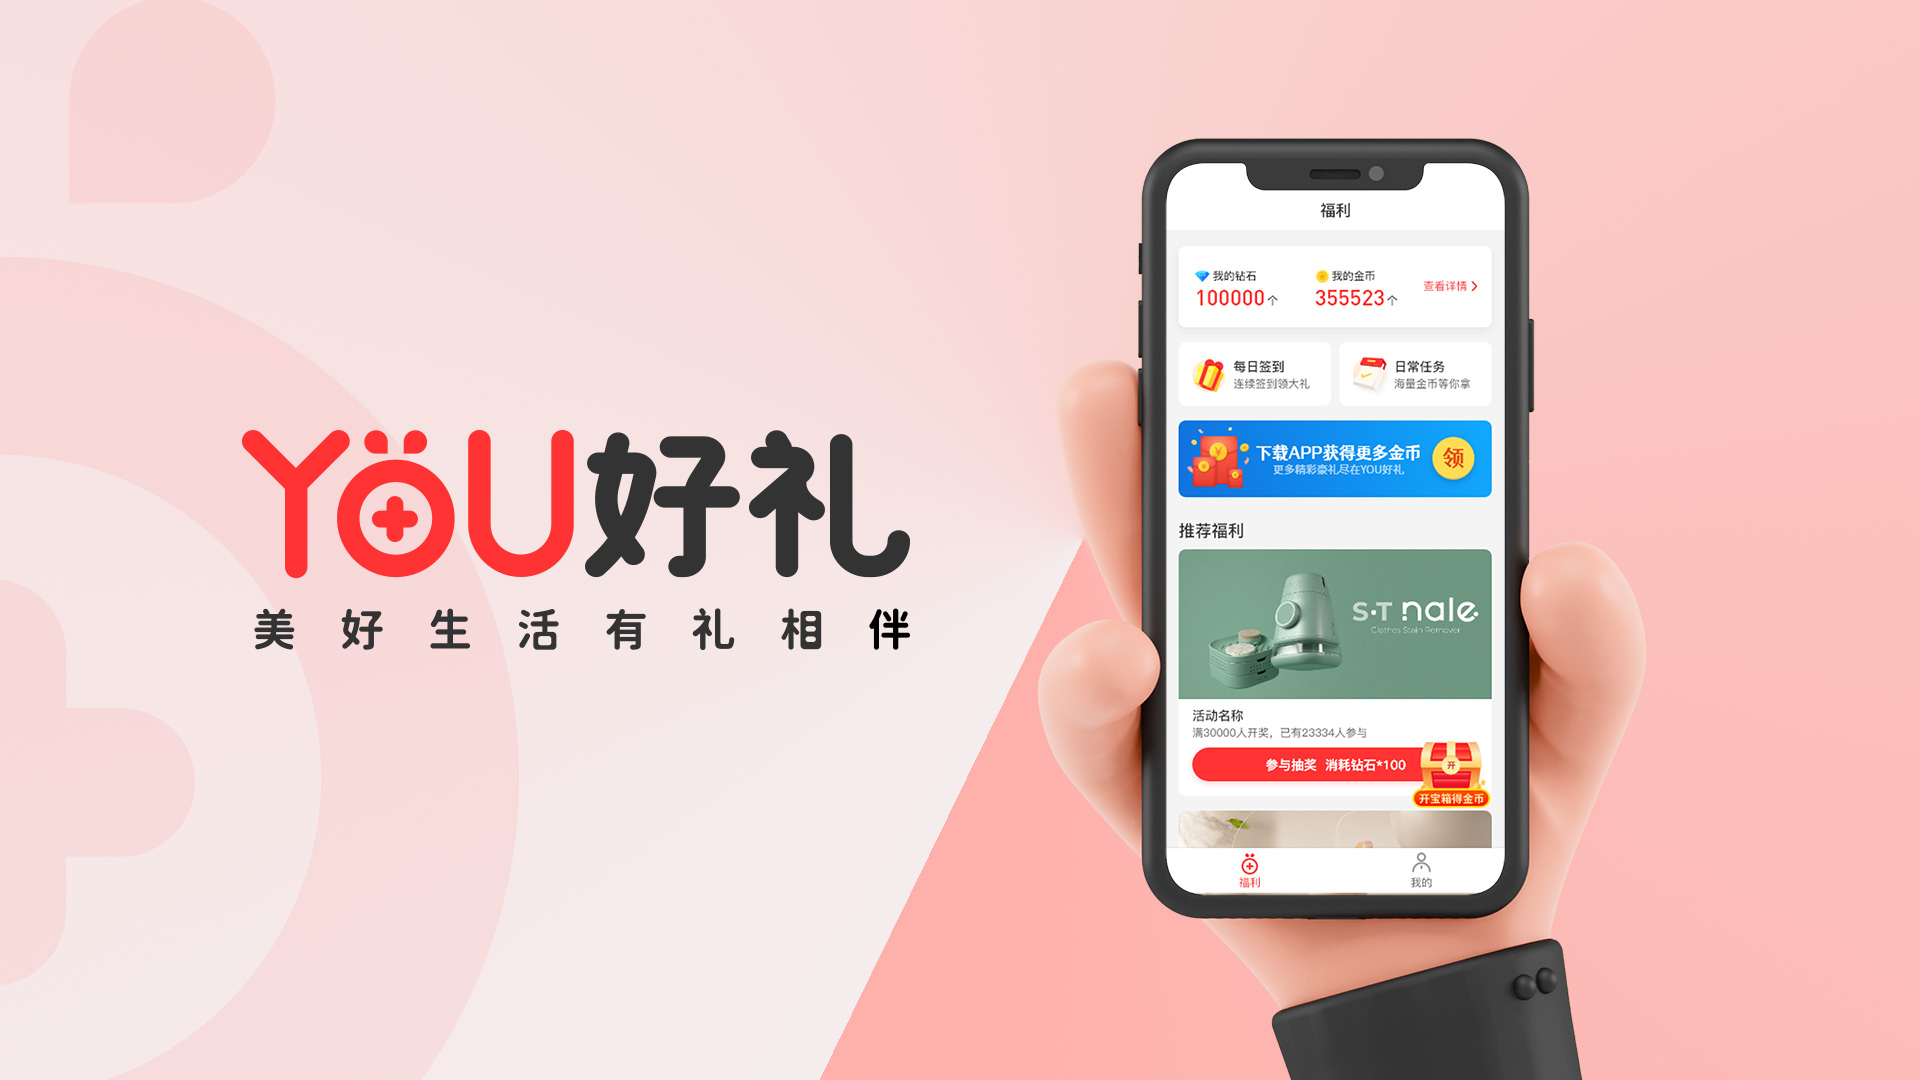 YOU好礼
美好生活有礼相伴
福利
我的钻石
100000个
我的金币
355523个
查看详情
每日签到
连续签到领大礼
日常任务
海量金币等你拿
下载APP获得更多金币
更多精彩豪礼尽在YOU好礼
领
推荐福利
S·T nale
Clothes Stain Remover
活动名称
满30000人开奖，已有23334人参与
参与抽奖 消耗钻石*100
开
开宝箱得金币
福利
我的